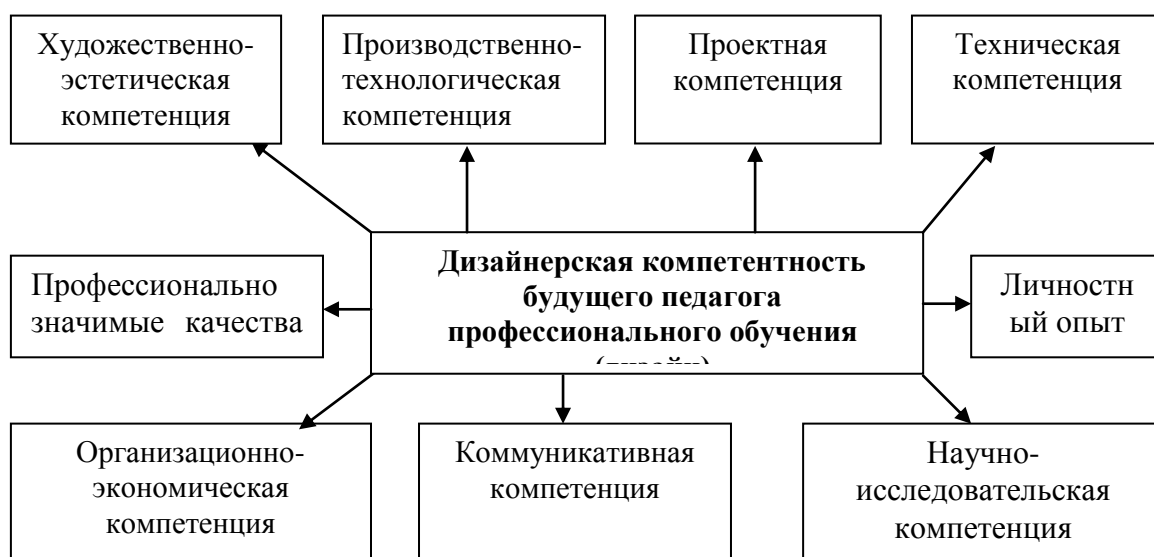 Художественно-
эстетическая
компетенция
Производственно-
технологическая
компетенция
Проектная
компетенция
Техническая
компетенция
Дизайнерская компетентность
будущего педагога
профессионального обучения
Профессионально
значимые качества
Личностн
ый опыт
Организационно-
экономическая
компетенция
Коммуникативная
компетенция
Научно-
исследовательская
компетенция